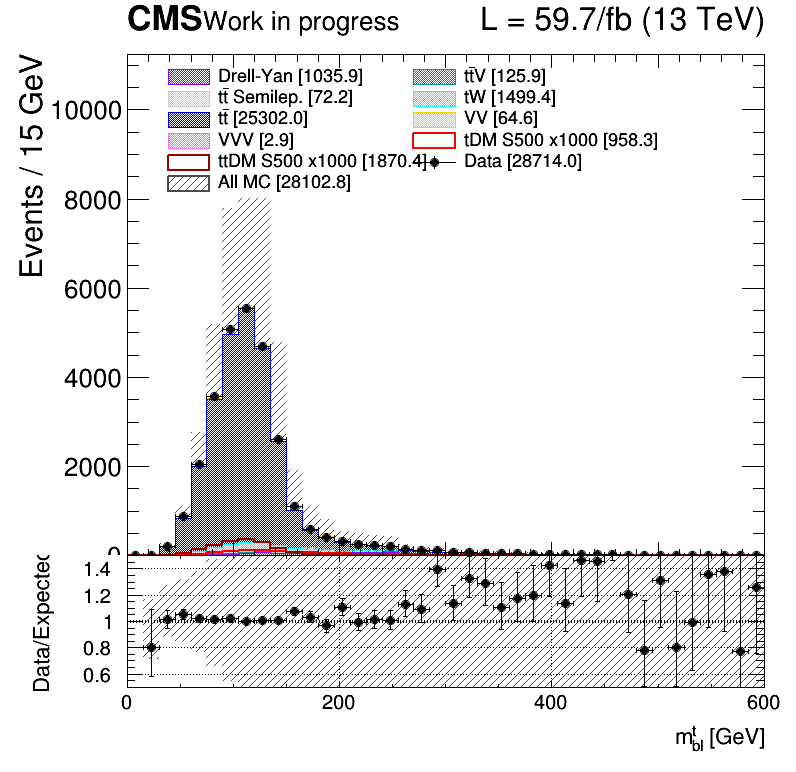 CMS Work in progress L = 59.7/fb (13 TeV)
Events / 15 GeV
10000
8000
6000
4000
2000
0
Drell-Yan [1035.9]
tt̄ Semilep. [72.2]
tt̄ [25302.0]
VVV [2.9]
ttDM S500 x1000 [1870.4]
All MC [28102.8]
tt̄V [125.9]
tW [1499.4]
VV [64.6]
tDM S500 x1000 [958.3]
Data [28714.0]
Data/Expected
1.4
1.2
1
0.8
0.6
0 200 400 600
m^t_bl [GeV]